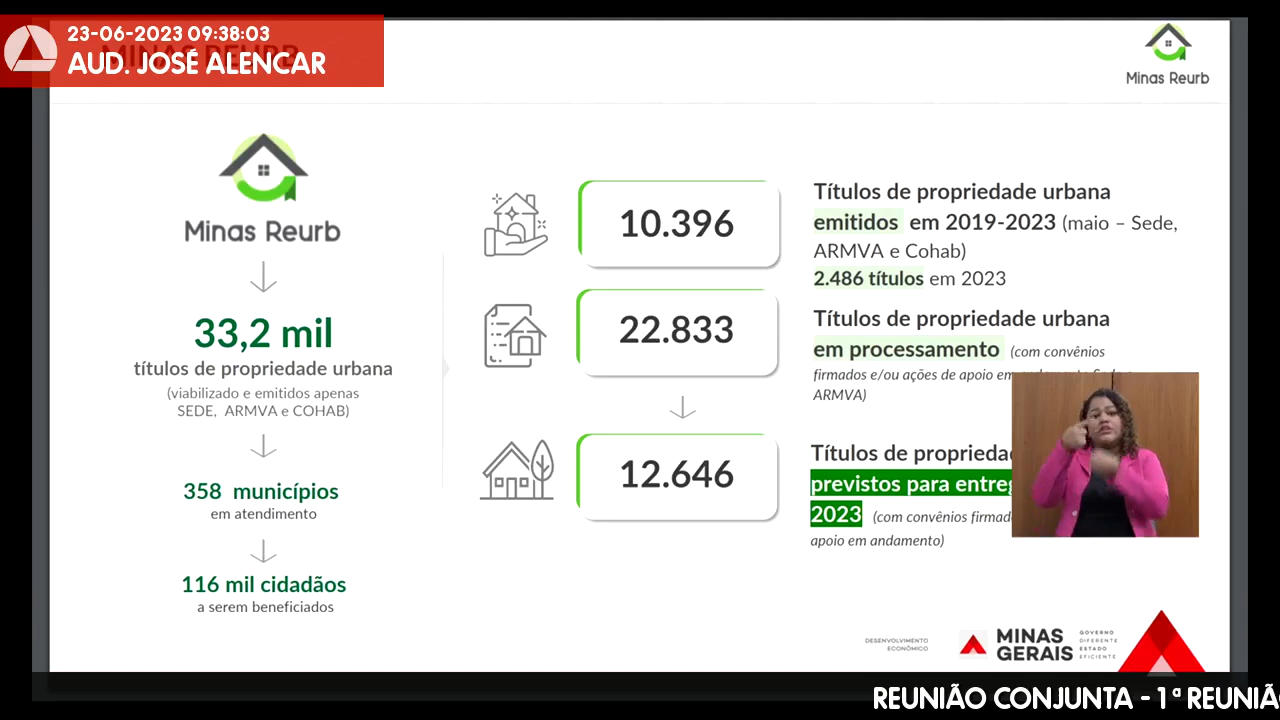 23-06-2023 09:38:03
AUD. JOSÉ ALENCAR
Minas Reurb
Minas Reurb
33,2 mil
títulos de propriedade urbana
(viabilizado e emitidos apenas
SEDE, ARMVA e COHAB)
358 municípios
em atendimento
116 mil cidadãos
a serem beneficiados
10.396
Títulos de propriedade urbana
emitidos em 2019-2023 (maio – Sede,
ARMVA e Cohab)
2.486 títulos em 2023
22.833
Títulos de propriedade urbana
em processamento (com convênios
firmados e/ou ações de apoio em andamento Sede e
ARMVA)
12.646
Títulos de
previstos para
2023 (com convênios
apoio em andamento)
DESENVOLVIMENTO
ECONÔMICO
MINAS
GERAIS
GOVERNO
DIFERENTE
ESTADO
EFICIENTE
REUNIÃO CONJUNTA - 1ª